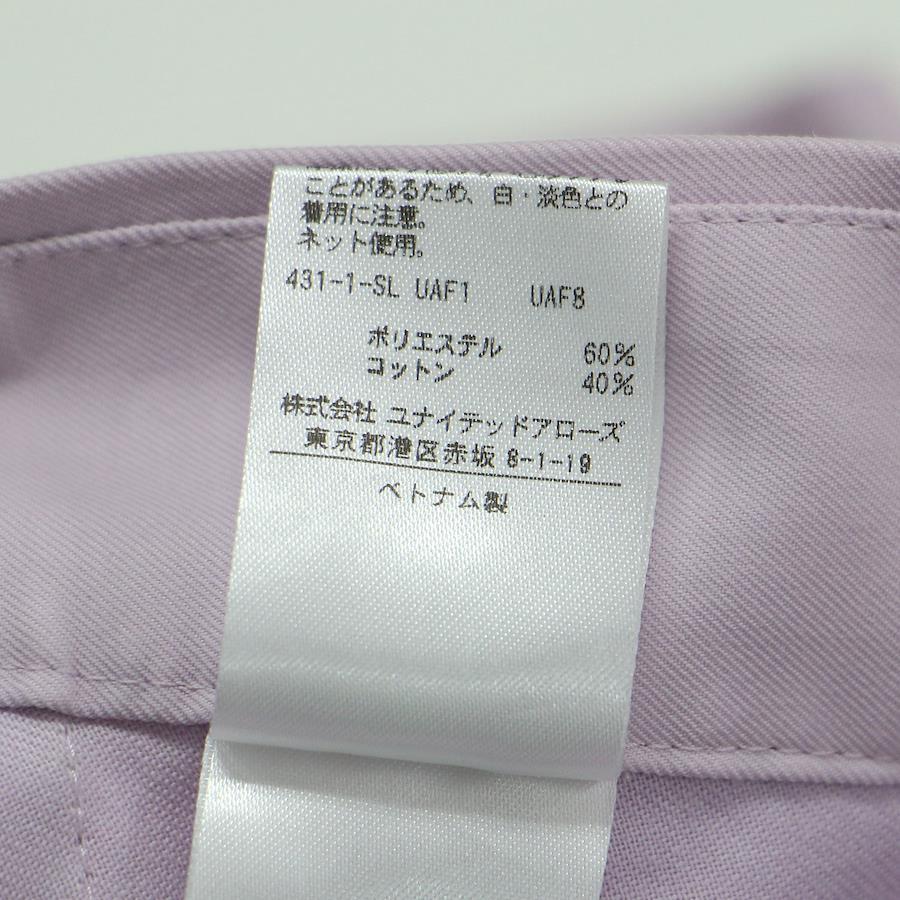 ことがあるため、白・淡色との
着用に注意。
ネット使用。
431-1-SL UAF1 UAF8
ポリエステル 60%
コットン 40%
株式会社 ユナイテッドアローズ
東京都港区赤坂 8-1-19
ベトナム製